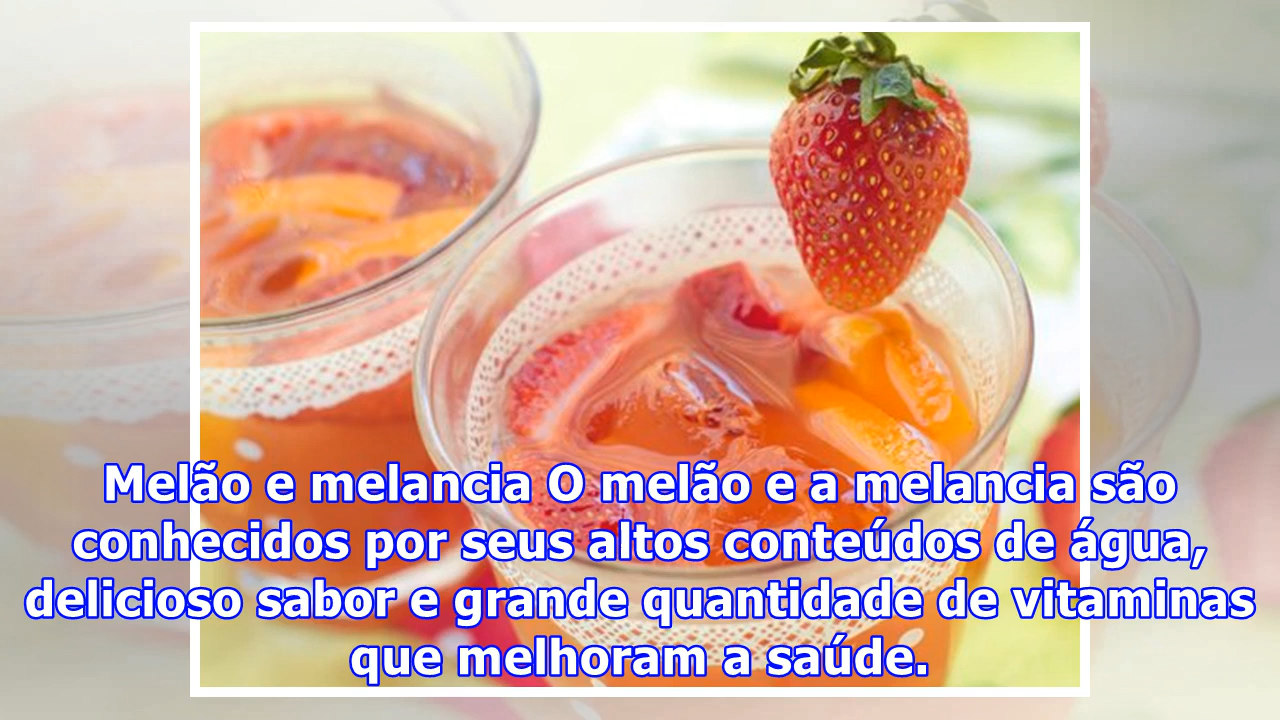 Melão e melancia O melão e a melancia são
conhecidos por seus altos conteúdos de água,
delicioso sabor e grande quantidade de vitaminas
que melhoram a saúde.